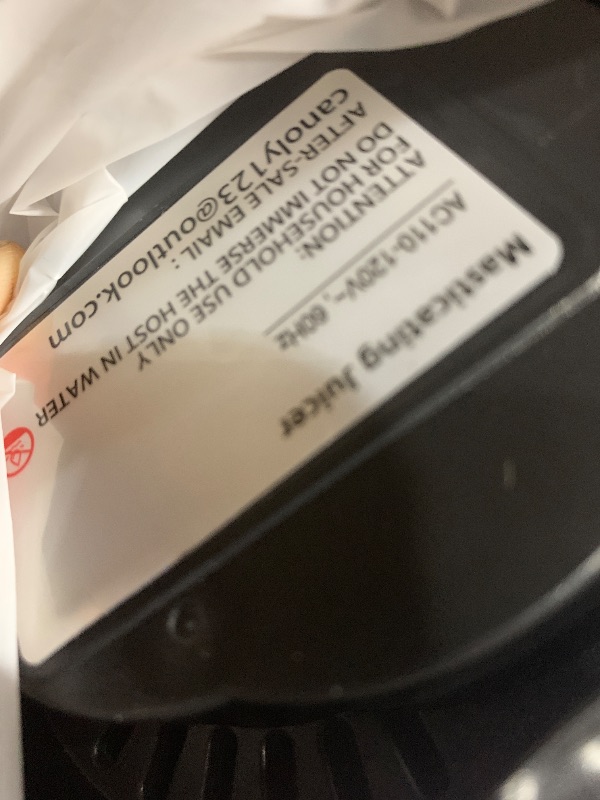 Masticating Juicer
AC110-120V~, 60Hz
ATTENTION:
FOR HOUSEHOLD USE ONLY
DO NOT IMMERSE THE HOST IN WATER
AFTER-SALE EMAIL:
canoly123@outlook.com